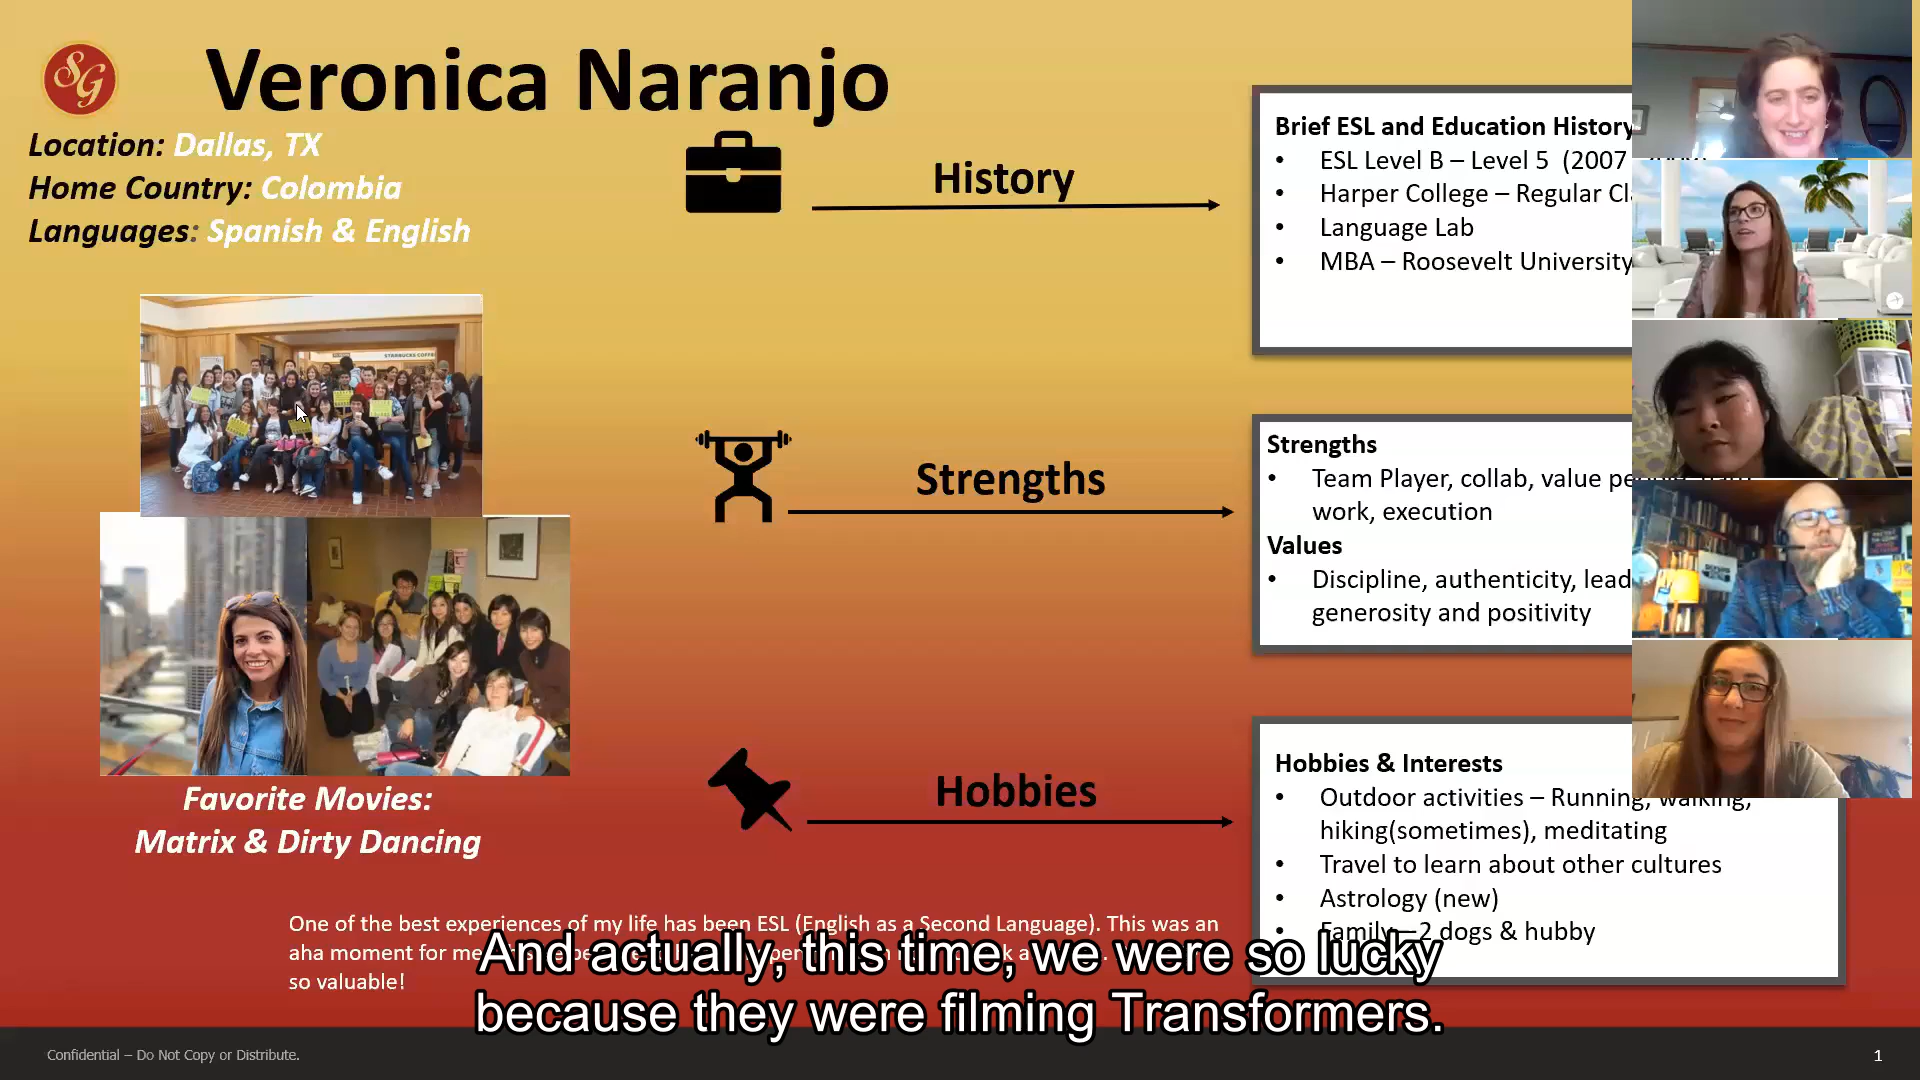 SG
Veronica Naranjo
Location: Dallas, TX
Home Country: Colombia
Languages: Spanish & English
STARBUCKS COFFEE
Favorite Movies:
Matrix & Dirty Dancing
History
Strengths
Hobbies
Brief ESL and Education History
• ESL Level B – Level 5 (2007
• Harper College – Regular
• Language Lab
• MBA – Roosevelt University
Strengths
• Team Player, collab, value
work, execution
Values
• Discipline, authenticity,
generosity and positivity
Hobbies & Interests
• Outdoor activities – Running, walking,
hiking(sometimes), meditating
• Travel to learn about other cultures
• Astrology (new)
• Family – 2 dogs & hubby
One of the best experiences of my life has been ESL (English as a Second Language). This was an
aha moment for me
so valuable!
And actually, this time, we were so lucky
because they were filming Transformers.
Confidential – Do Not Copy or Distribute.
1